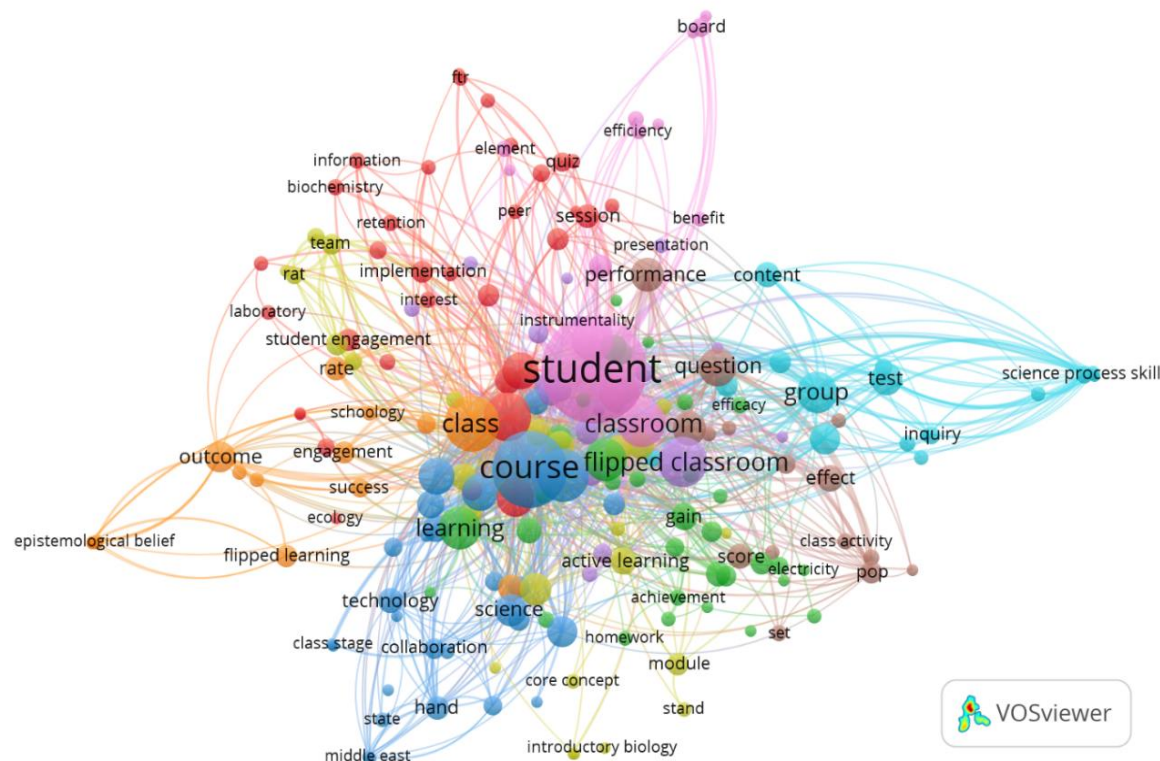 board
ftr
efficiency
element
information
quiz
biochemistry
peer
session
benefit
retention
team
presentation
rat
implementation
performance
content
interest
laboratory
instrumentality
student engagement
student
question
rate
science process skill
test
group
efficacy
schoology
class
classroom
inquiry
engagement
outcome
course
flipped classroom
effect
success
ecology
gain
learning
epistemological belief
flipped learning
class activity
active learning
score
electricity
pop
technology
achievement
science
set
homework
class stage
collaboration
module
core concept
hand
stand
state
introductory biology
middle east
VOSviewer